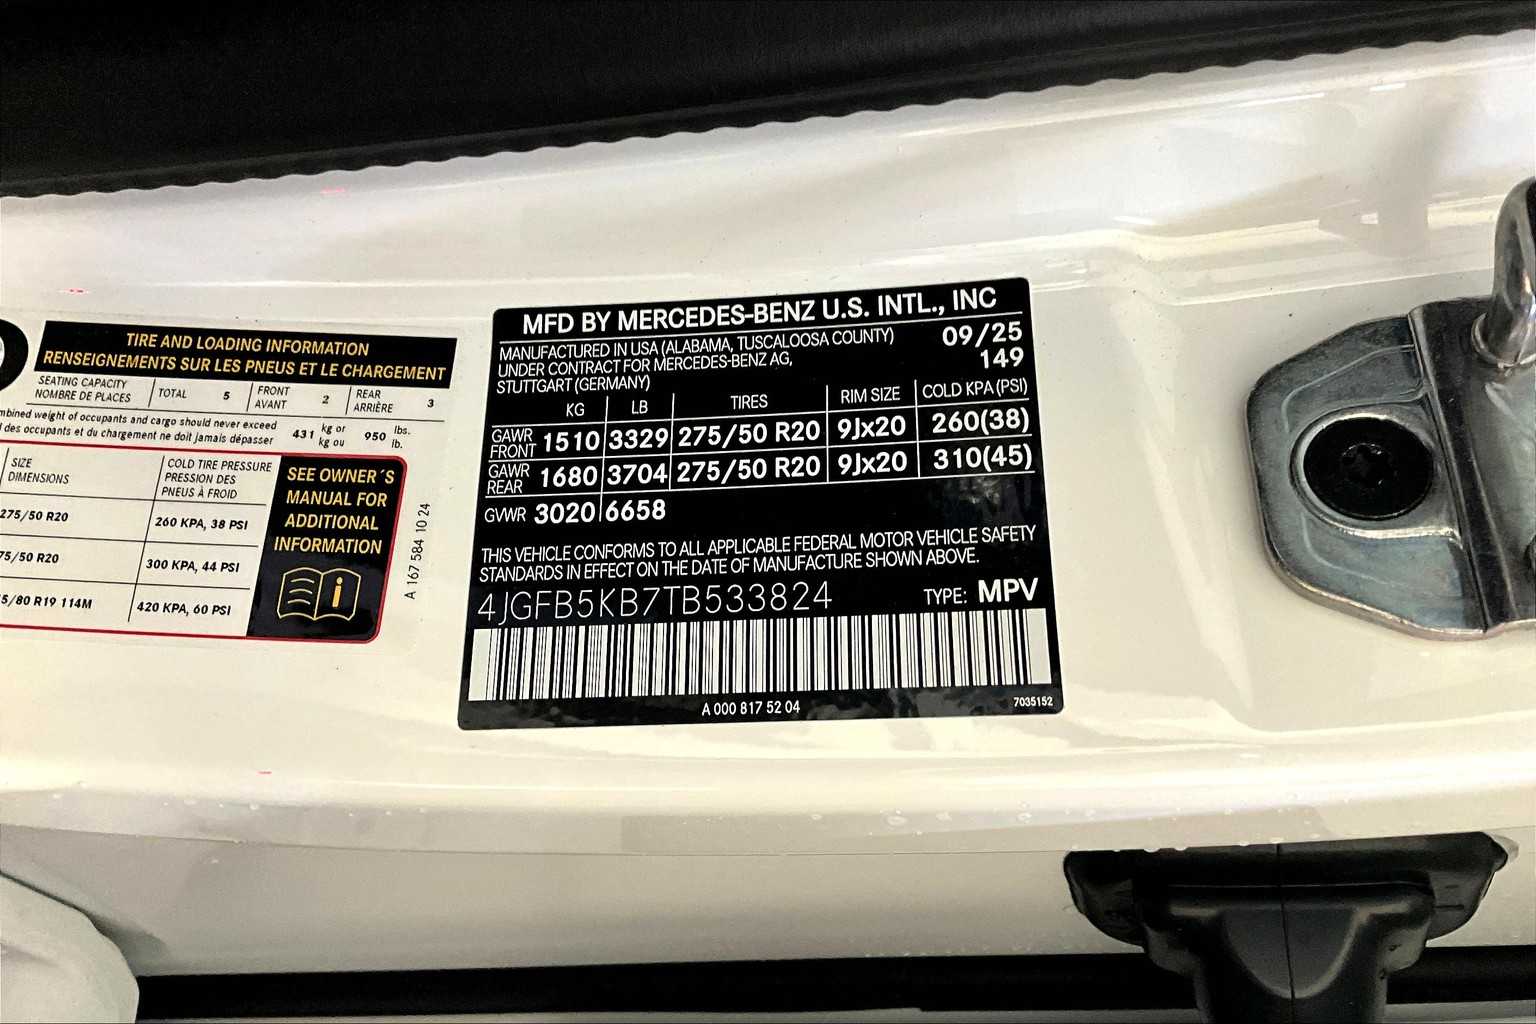 TIRE AND LOADING INFORMATION
RENSEIGNEMENTS SUR LES PNEUS ET LE CHARGEMENT
SEATING CAPACITY
NOMBRE DE PLACES
TOTAL 5
FRONT
AVANT
2
REAR
ARRIÈRE
3
weight of occupants and cargo should never exceed
des occupants et du chargement ne doit jamais dépasser
431 kg or
kg ou
950 lbs.
lb.
SIZE
DIMENSIONS
COLD TIRE PRESSURE
PRESSION DES
PNEUS À FROID
275/50 R20 260 KPA, 38 PSI
75/50 R20 300 KPA, 44 PSI
5/80 R19 114M 420 KPA, 60 PSI
SEE OWNER´S
MANUAL FOR
ADDITIONAL
INFORMATION
A 167 584 10 24
MFD BY MERCEDES-BENZ U.S. INTL., INC
MANUFACTURED IN USA (ALABAMA, TUSCALOOSA COUNTY) 09/25
UNDER CONTRACT FOR MERCEDES-BENZ AG, 149
STUTTGART (GERMANY)
KG LB TIRES RIM SIZE COLD KPA (PSI)
GAWR
FRONT
1510 3329 275/50 R20 9Jx20 260(38)
GAWR
REAR
1680 3704 275/50 R20 9Jx20 310(45)
GVWR 3020 6658
THIS VEHICLE CONFORMS TO ALL APPLICABLE FEDERAL MOTOR VEHICLE SAFETY
STANDARDS IN EFFECT ON THE DATE OF MANUFACTURE SHOWN ABOVE.
4JGFB5KB7TB533824 TYPE: MPV
A 000 817 52 04
7035152